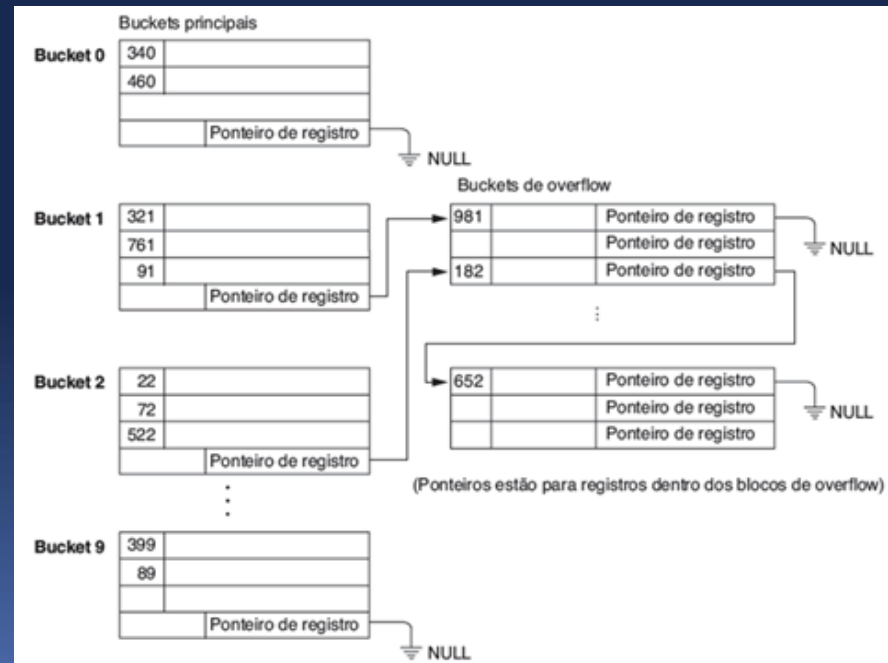 Buckets principais
Bucket 0
340
460
Ponteiro de registro
NULL
Buckets de overflow
Bucket 1
321
761
91
Ponteiro de registro
981 Ponteiro de registro
Ponteiro de registro
NULL
182 Ponteiro de registro
Bucket 2
22
72
522
Ponteiro de registro
652 Ponteiro de registro
Ponteiro de registro
NULL
Ponteiro de registro
(Ponteiros estão para registros dentro dos blocos de overflow)
Bucket 9
399
89
Ponteiro de registro
NULL